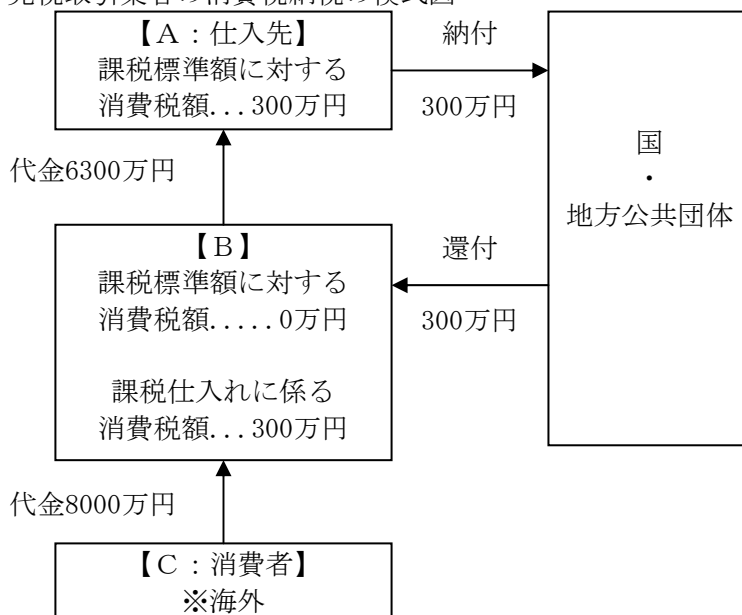 免税取引業者の消費税納税の模式図
【A：仕入先】
課税標準額に対する
消費税額...300万円
納付
300万円
国
・
地方公共団体
代金6300万円
【B】
課税標準額に対する
消費税額.....0万円
課税仕入れに係る
消費税額...300万円
還付
300万円
代金8000万円
【C：消費者】
※海外